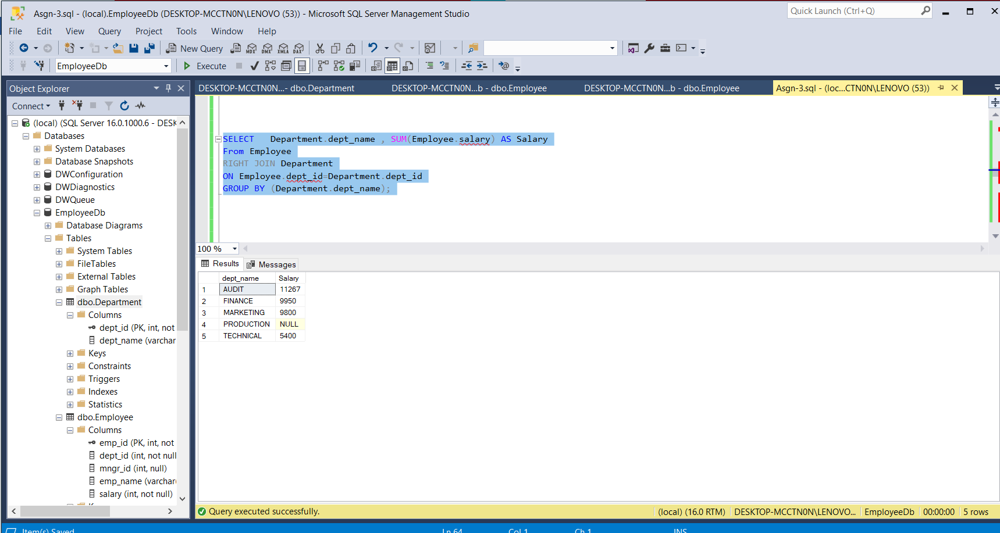 Asgn-3.sql - (local).EmployeeDb (DESKTOP-MCCTN0N\LENOVO (53)) - Microsoft SQL Server Management Studio
Quick Launch (Ctrl+Q)
File Edit View Query Project Tools Window Help
New Query MDX DMX XMLA DAX
EmployeeDb Execute
Object Explorer
DESKTOP-MCCTN0N...- dbo.Department DESKTOP-MCCTN0N...b - dbo.Employee DESKTOP-MCCTN0N...b - dbo.Employee Asgn-3.sql - (loc...CTN0N\LENOVO (53))
Connect
(local) (SQL Server 16.0.1000.6 - DESK
Databases
System Databases
Database Snapshots
DWConfiguration
DWDiagnostics
DWQueue
EmployeeDb
Database Diagrams
Tables
System Tables
FileTables
External Tables
Graph Tables
dbo.Department
Columns
dept_id (PK, int, not
dept_name (varchar
Keys
Constraints
Triggers
Indexes
Statistics
dbo.Employee
Columns
emp_id (PK, int, not
dept_id (int, not null
mngr_id (int, null)
emp_name (varchar
salary (int, not null)
SELECT Department.dept_name , SUM(Employee.salary) AS Salary
From Employee
RIGHT JOIN Department
ON Employee.dept_id=Department.dept_id
GROUP BY (Department.dept_name);
100 %
Results Messages
dept_name Salary
1 AUDIT 11267
2 FINANCE 9950
3 MARKETING 9800
4 PRODUCTION NULL
5 TECHNICAL 5400
Query executed successfully. (local) (16.0 RTM) DESKTOP-MCCTN0N\LENOVO... EmployeeDb 00:00:00 5 rows
Item(s) Saved Ln 64 Col 1 Ch 1 INS